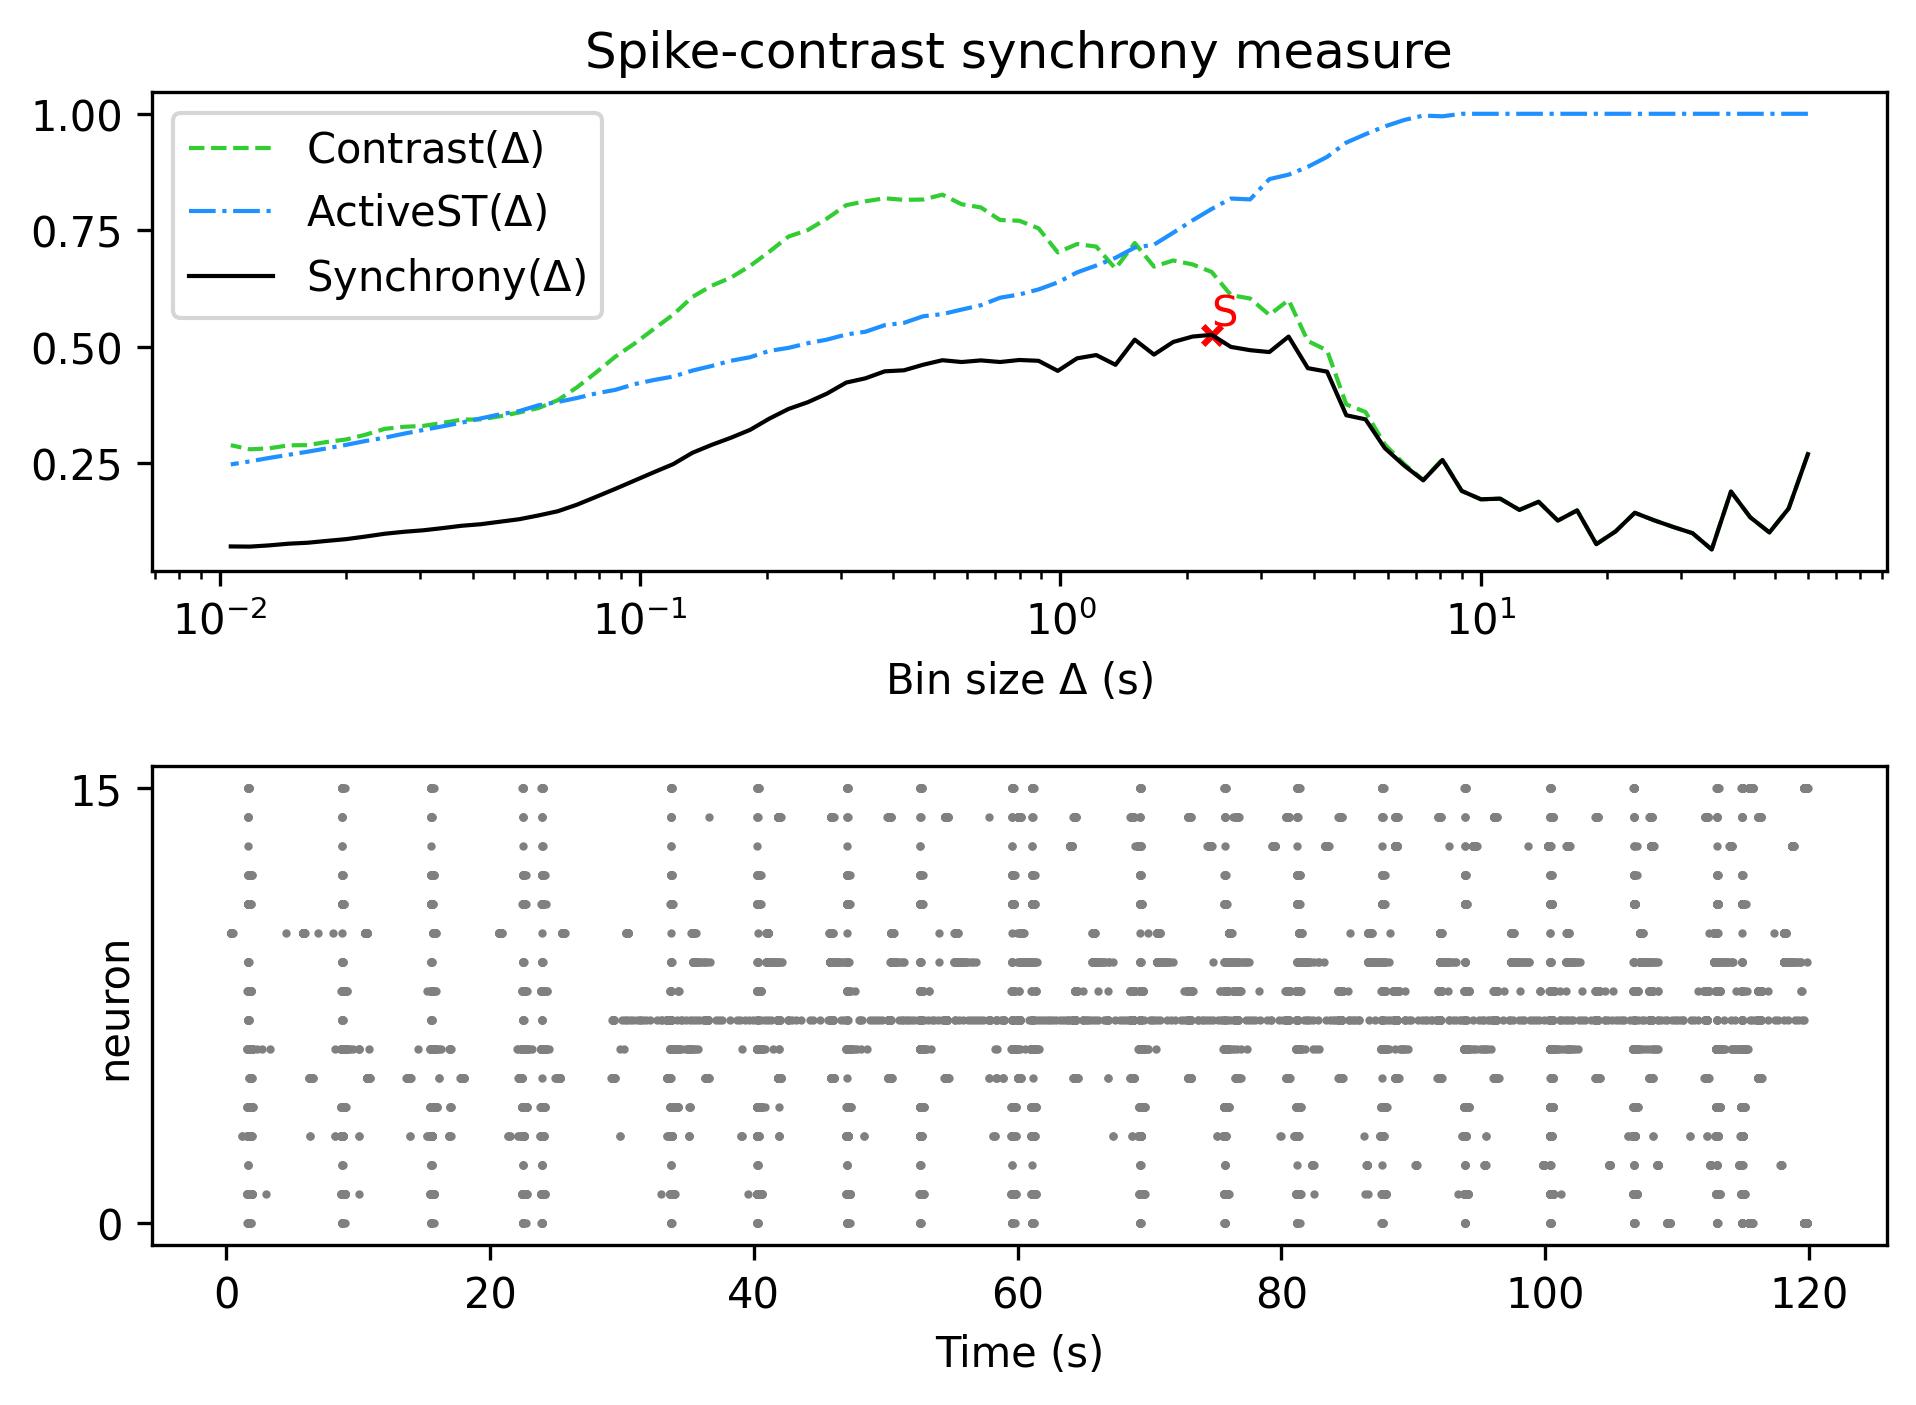 Spike-contrast synchrony measure
1.00
0.75
0.50
0.25
Contrast(Δ)
ActiveST(Δ)
Synchrony(Δ)
S
10⁻² 10⁻¹ 10⁰ 10¹
Bin size Δ (s)
15
0
neuron
0 20 40 60 80 100 120
Time (s)